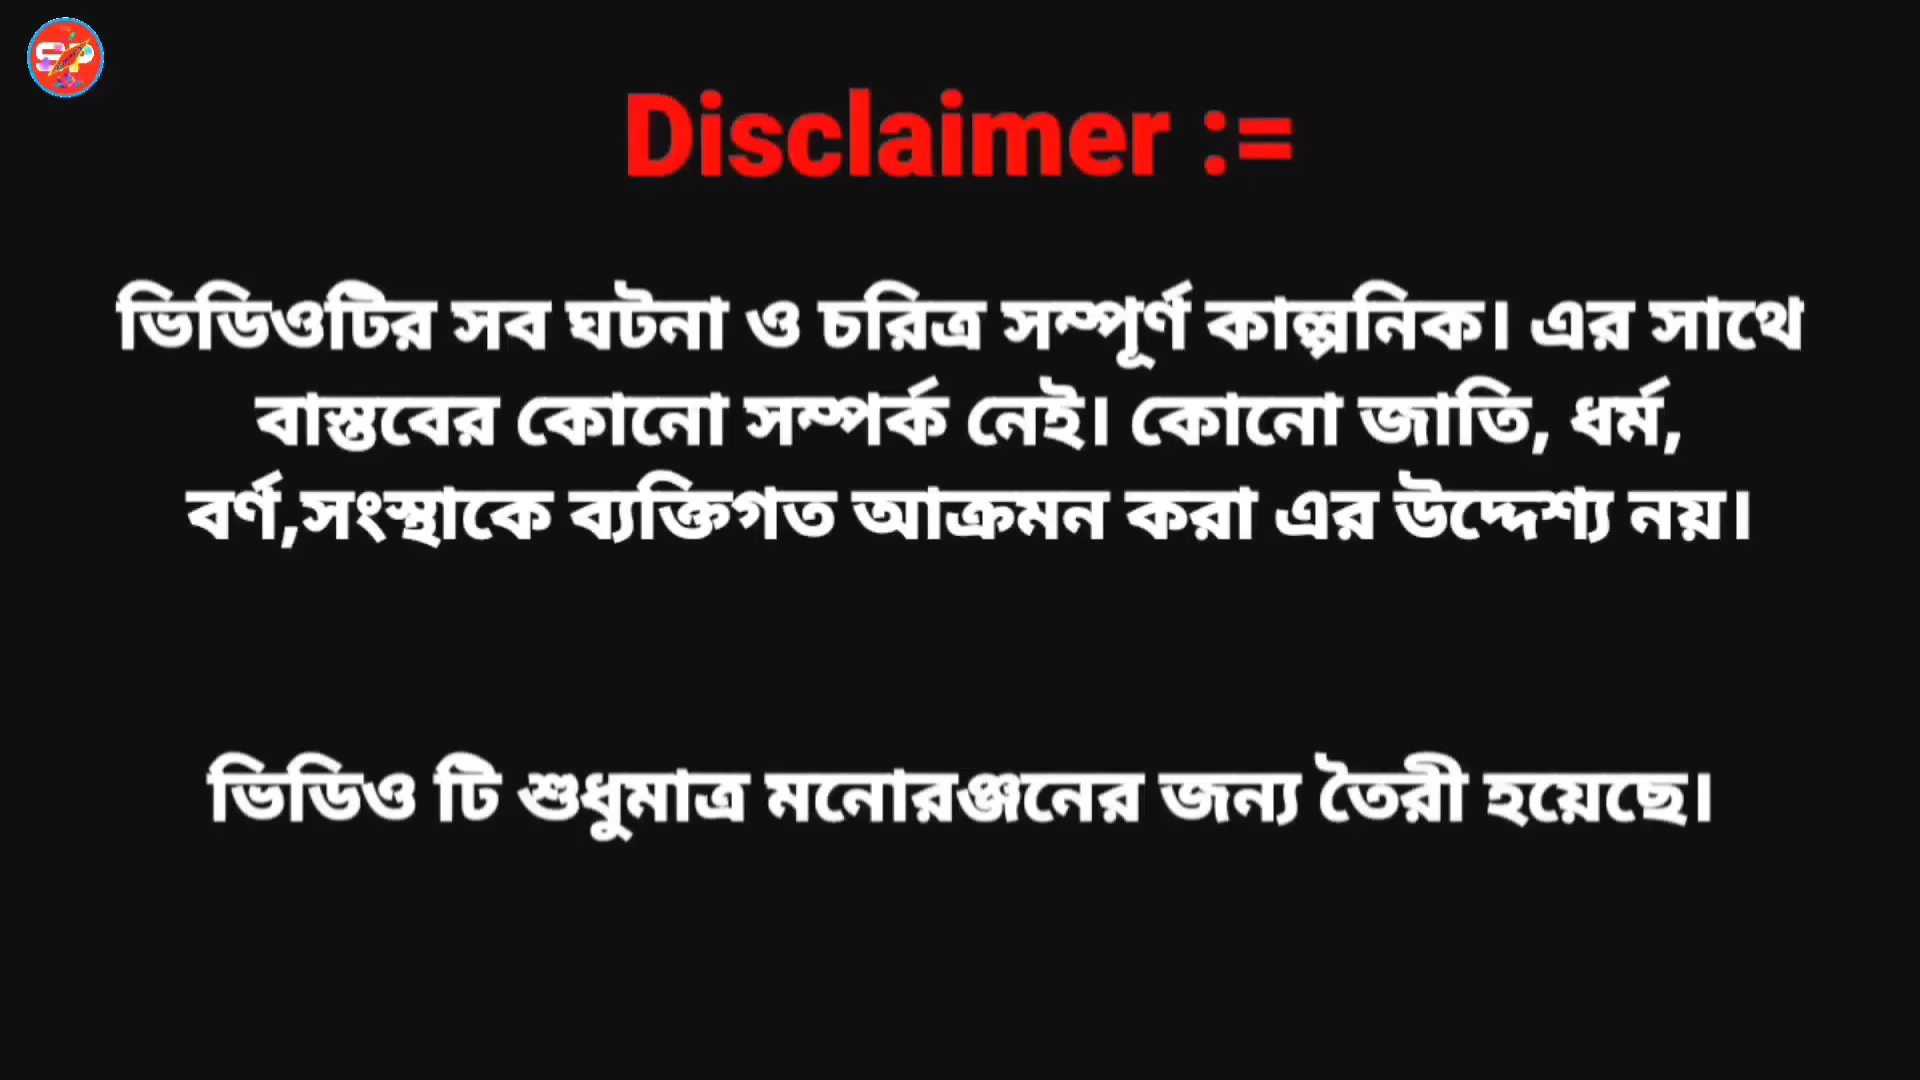 SP
Disclaimer :=
ভিডিওটির সব ঘটনা ও চরিত্র সম্পূর্ণ কাল্পনিক। এর সাথে
বাস্তবের কোনো সম্পর্ক নেই। কোনো জাতি, ধর্ম,
বর্ণ,সংস্থাকে ব্যক্তিগত আক্রমন করা এর উদ্দেশ্য নয়।
ভিডিও টি শুধুমাত্র মনোরঞ্জনের জন্য তৈরী হয়েছে।